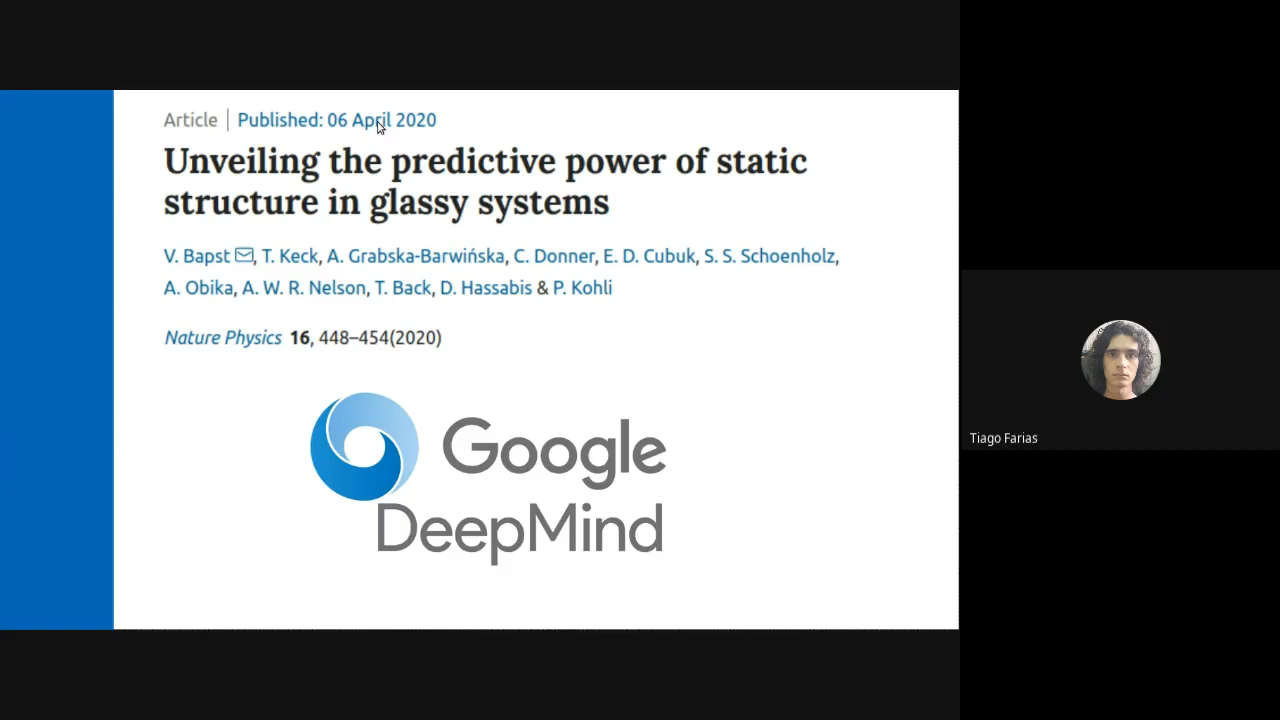 Article | Published: 06 April 2020
Unveiling the predictive power of static
structure in glassy systems
V. Bapst, T. Keck, A. Grabska-Barwińska, C. Donner, E. D. Cubuk, S. S. Schoenholz,
A. Obika, A. W. R. Nelson, T. Back, D. Hassabis & P. Kohli
Nature Physics 16, 448–454(2020)
Google
DeepMind
Tiago Farias